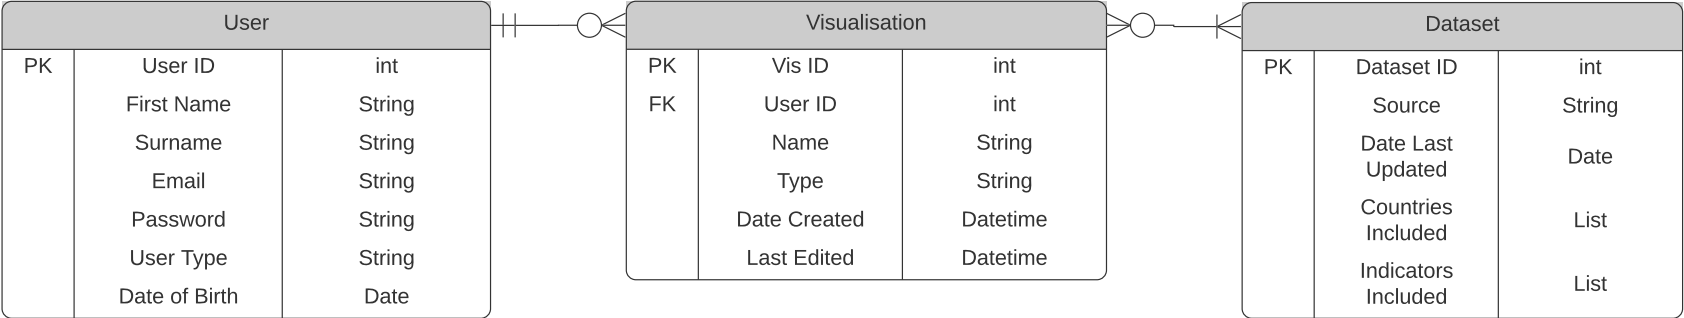 User
PK User ID int
First Name String
Surname String
Email String
Password String
User Type String
Date of Birth Date
Visualisation
PK Vis ID int
FK User ID int
Name String
Type String
Date Created Datetime
Last Edited Datetime
Dataset
PK Dataset ID int
Source String
Date Last
Updated Date
Countries
Included List
Indicators
Included List